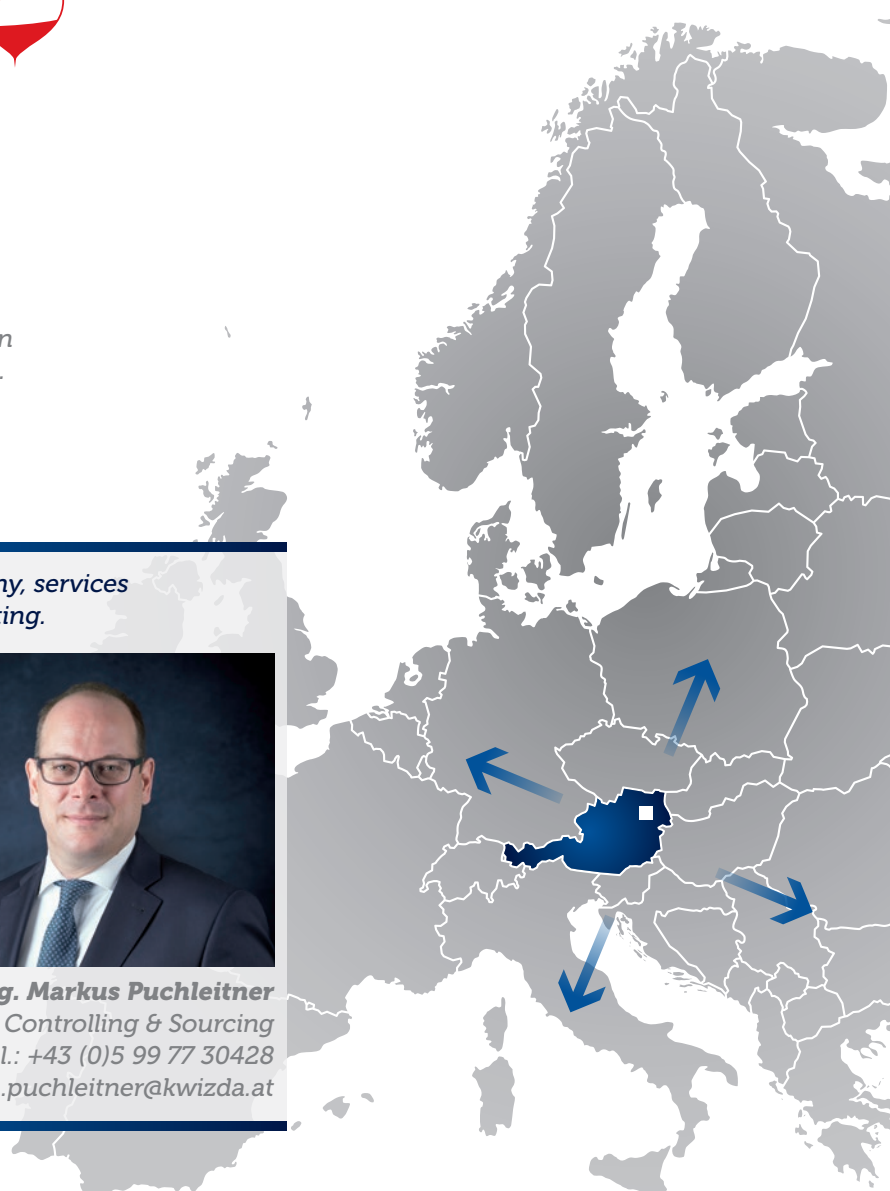 n
.
ny, services
ting.
g. Markus Puchleitner
Controlling & Sourcing
l.: +43 (0)5 99 77 30428
.puchleitner@kwizda.at